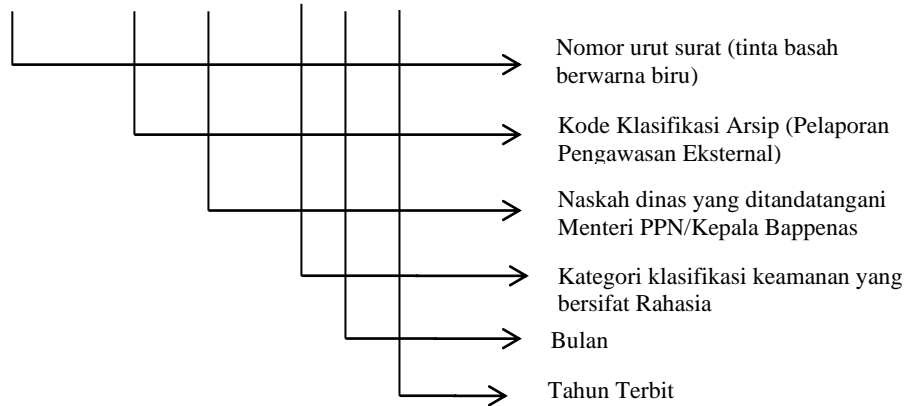 Nomor urut surat (tinta basah
berwarna biru)
Kode Klasifikasi Arsip (Pelaporan
Pengawasan Eksternal)
Naskah dinas yang ditandatangani
Menteri PPN/Kepala Bappenas
Kategori klasifikasi keamanan yang
bersifat Rahasia
Bulan
Tahun Terbit